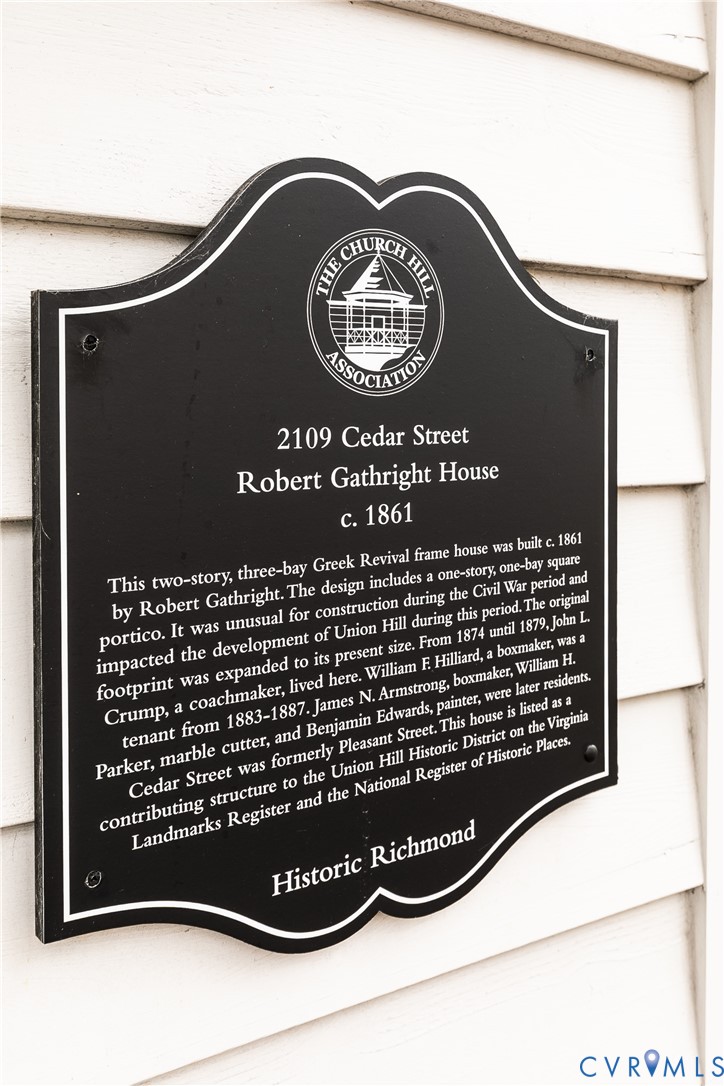 THE CHURCH HILL
ASSOCIATION
2109 Cedar Street
Robert Gathright House
c. 1861
This two-story, three-bay Greek Revival frame house was built c. 1861
by Robert Gathright. The design includes a one-story, one-bay square
portico. It was unusual for construction during the Civil War period and
impacted the development of Union Hill during this period. The original
footprint was expanded to its present size. From 1874 until 1879, John L.
Crump, a coachmaker, lived here. William F. Hilliard, a boxmaker, was a
tenant from 1883-1887. James N. Armstrong, boxmaker, William H.
Parker, marble cutter, and Benjamin Edwards, painter, were later residents.
Cedar Street was formerly Pleasant Street. This house is listed as a
contributing structure to the Union Hill Historic District on the Virginia
Landmarks Register and the National Register of Historic Places.
Historic Richmond
CVRMLS